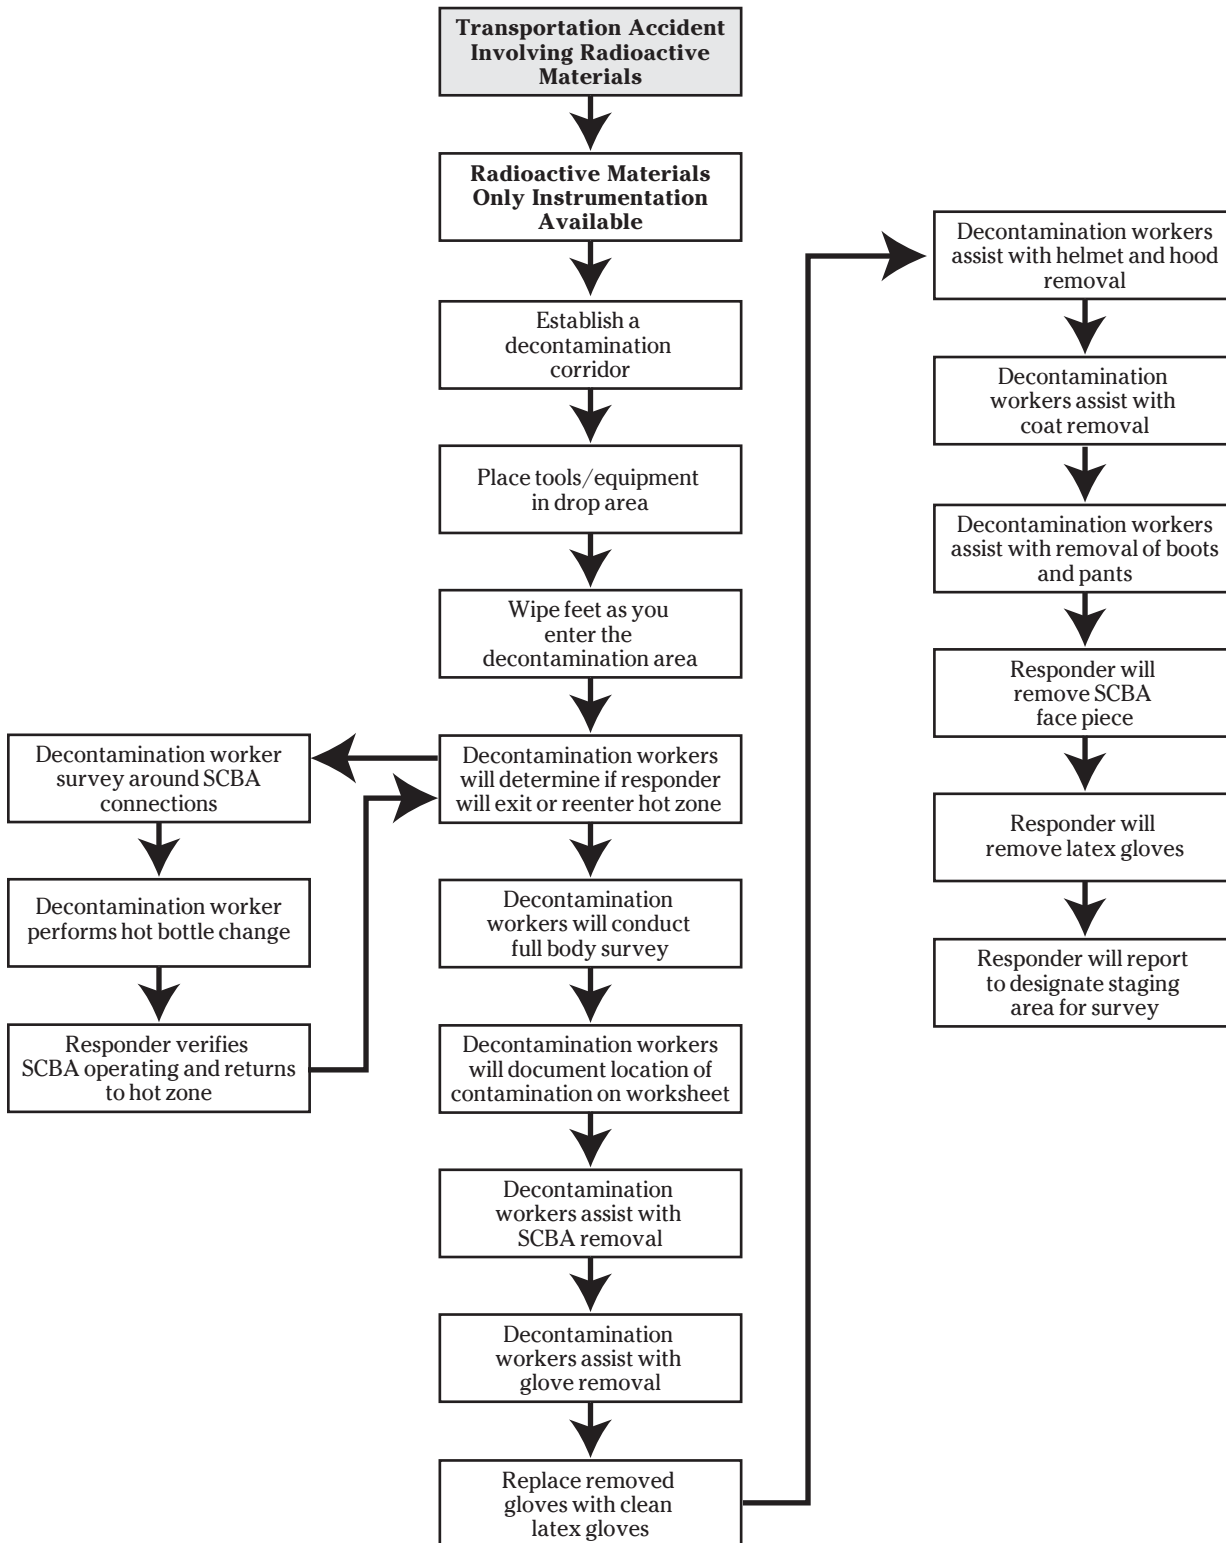 Transportation Accident
Involving Radioactive
Materials
Radioactive Materials
Only Instrumentation
Available
Establish a
decontamination
corridor
Place tools/equipment
in drop area
Wipe feet as you
enter the
decontamination area
Decontamination workers
will determine if responder
will exit or reenter hot zone
Decontamination worker
survey around SCBA
connections
Decontamination worker
performs hot bottle change
Responder verifies
SCBA operating and returns
to hot zone
Decontamination
workers will conduct
full body survey
Decontamination workers
will document location of
contamination on worksheet
Decontamination
workers assist with
SCBA removal
Decontamination
workers assist with
glove removal
Replace removed
gloves with clean
latex gloves
Decontamination workers
assist with helmet and hood
removal
Decontamination
workers assist with
coat removal
Decontamination workers
assist with removal of boots
and pants
Responder will
remove SCBA
face piece
Responder will
remove latex gloves
Responder will report
to designate staging
area for survey